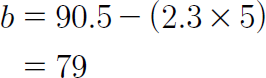 b = 90.5 − (2.3 × 5)
= 79